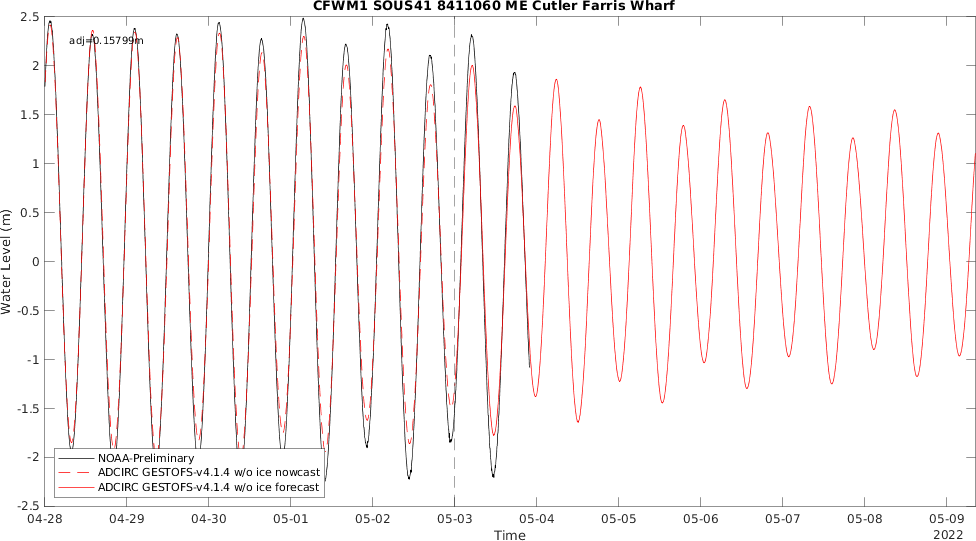 CFWM1 SOUS41 8411060 ME Cutler Farris Wharf
2.5
adj=0.15799m
2
1.5
1
0.5
0
-0.5
-1
-1.5
-2
-2.5
Water Level (m)
NOAA-Preliminary
ADCIRC GESTOFS-v4.1.4 w/o ice nowcast
ADCIRC GESTOFS-v4.1.4 w/o ice forecast
04-28 04-29 04-30 05-01 05-02 05-03 05-04 05-05 05-06 05-07 05-08 05-09
Time
2022